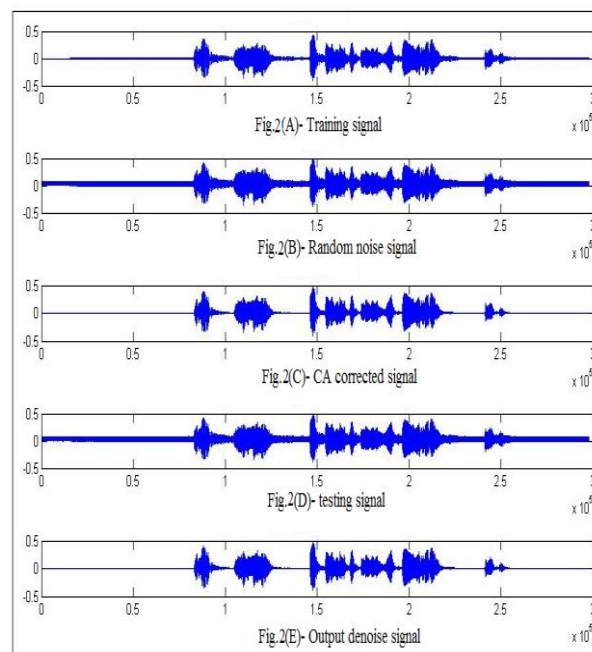 0.5
0
-0.5
0 0.5 1 1.5 2 2.5 3
Fig.2(A)- Training signal
x 10
0.5
0
-0.5
0 0.5 1 1.5 2 2.5 3
Fig.2(B)- Random noise signal
x 10
0.5
0
-0.5
0 0.5 1 1.5 2 2.5 3
Fig.2(C)- CA corrected signal
x 10
0.5
0
-0.5
0 0.5 1 1.5 2 2.5 3
Fig.2(D)- testing signal
x 10
0.5
0
-0.5
0 0.5 1 1.5 2 2.5 3
Fig.2(E)- Output denoise signal
x 10